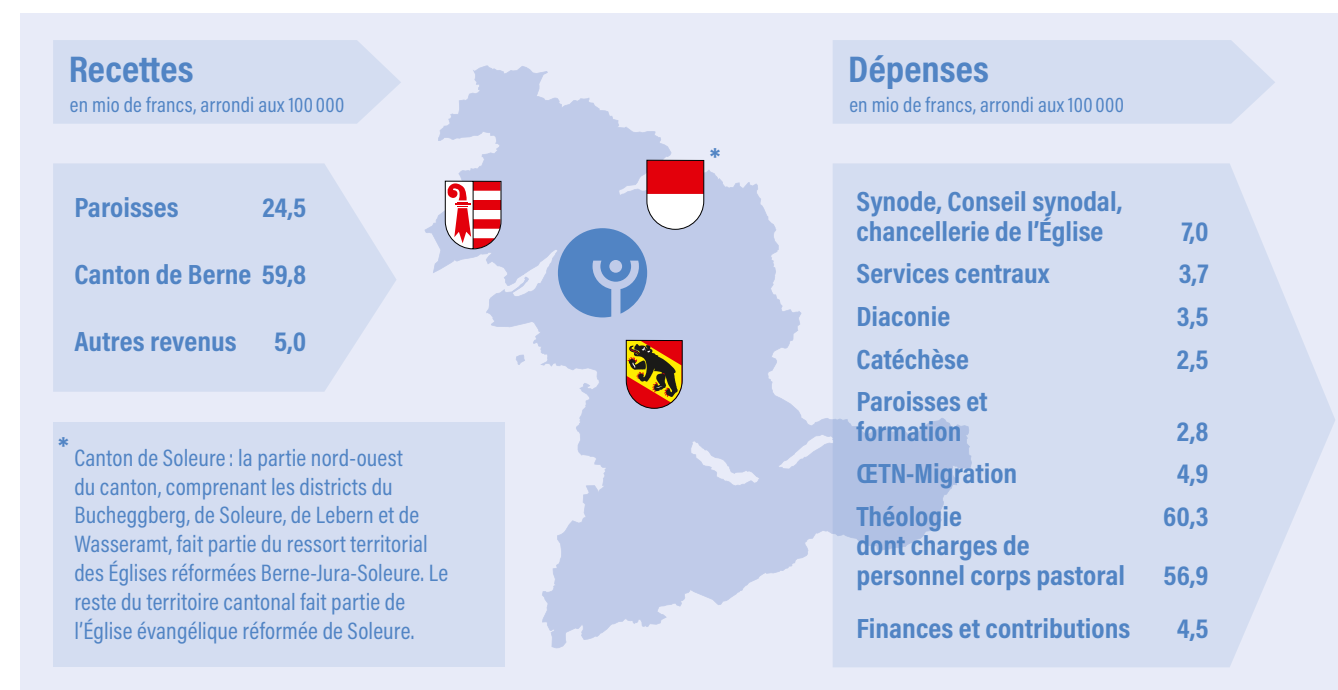 Recettes
en mio de francs, arrondi aux 100 000
Paroisses 24,5
Canton de Berne 59,8
Autres revenus 5,0
*
* Canton de Soleure : la partie nord-ouest
du canton, comprenant les districts du
Bucheggberg, de Soleure, de Lebern et de
Wasseramt, fait partie du ressort territorial
des Églises réformées Berne-Jura-Soleure. Le
reste du territoire cantonal fait partie de
l'Église évangélique réformée de Soleure.
Dépenses
en mio de francs, arrondi aux 100 000
Synode, Conseil synodal,
chancellerie de l'Église 7,0
Services centraux 3,7
Diaconie 3,5
Catéchèse 2,5
Paroisses et
formation 2,8
ŒTN-Migration 4,9
Théologie 60,3
dont charges de
personnel corps pastoral 56,9
Finances et contributions 4,5